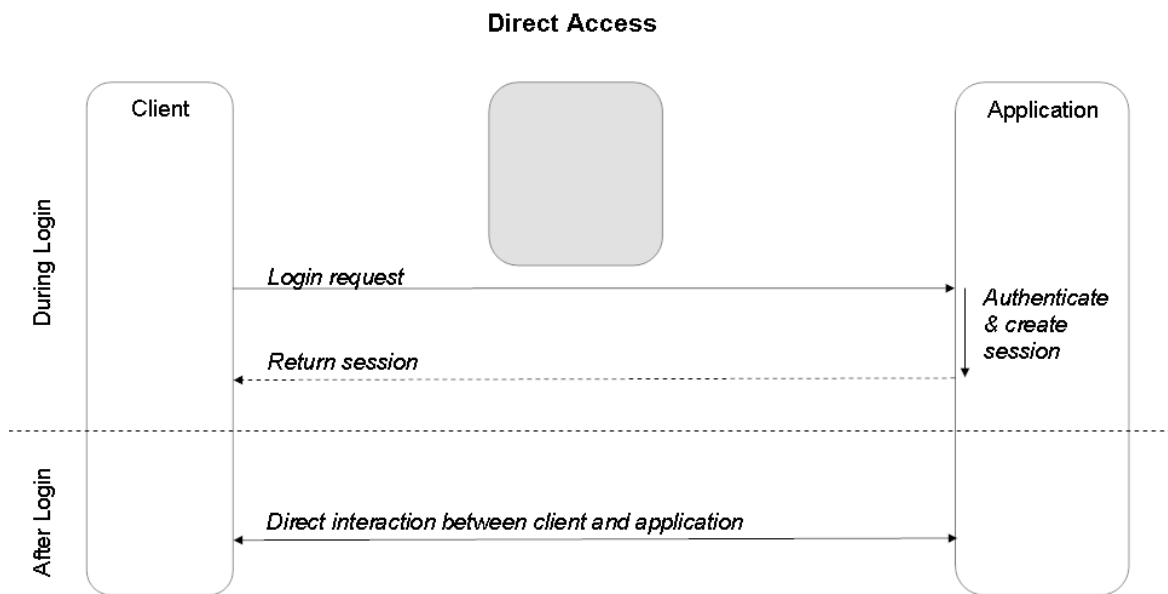 Direct Access
Client
Application
During Login
Login request
Authenticate
& create
session
Return session
After Login
Direct interaction between client and application